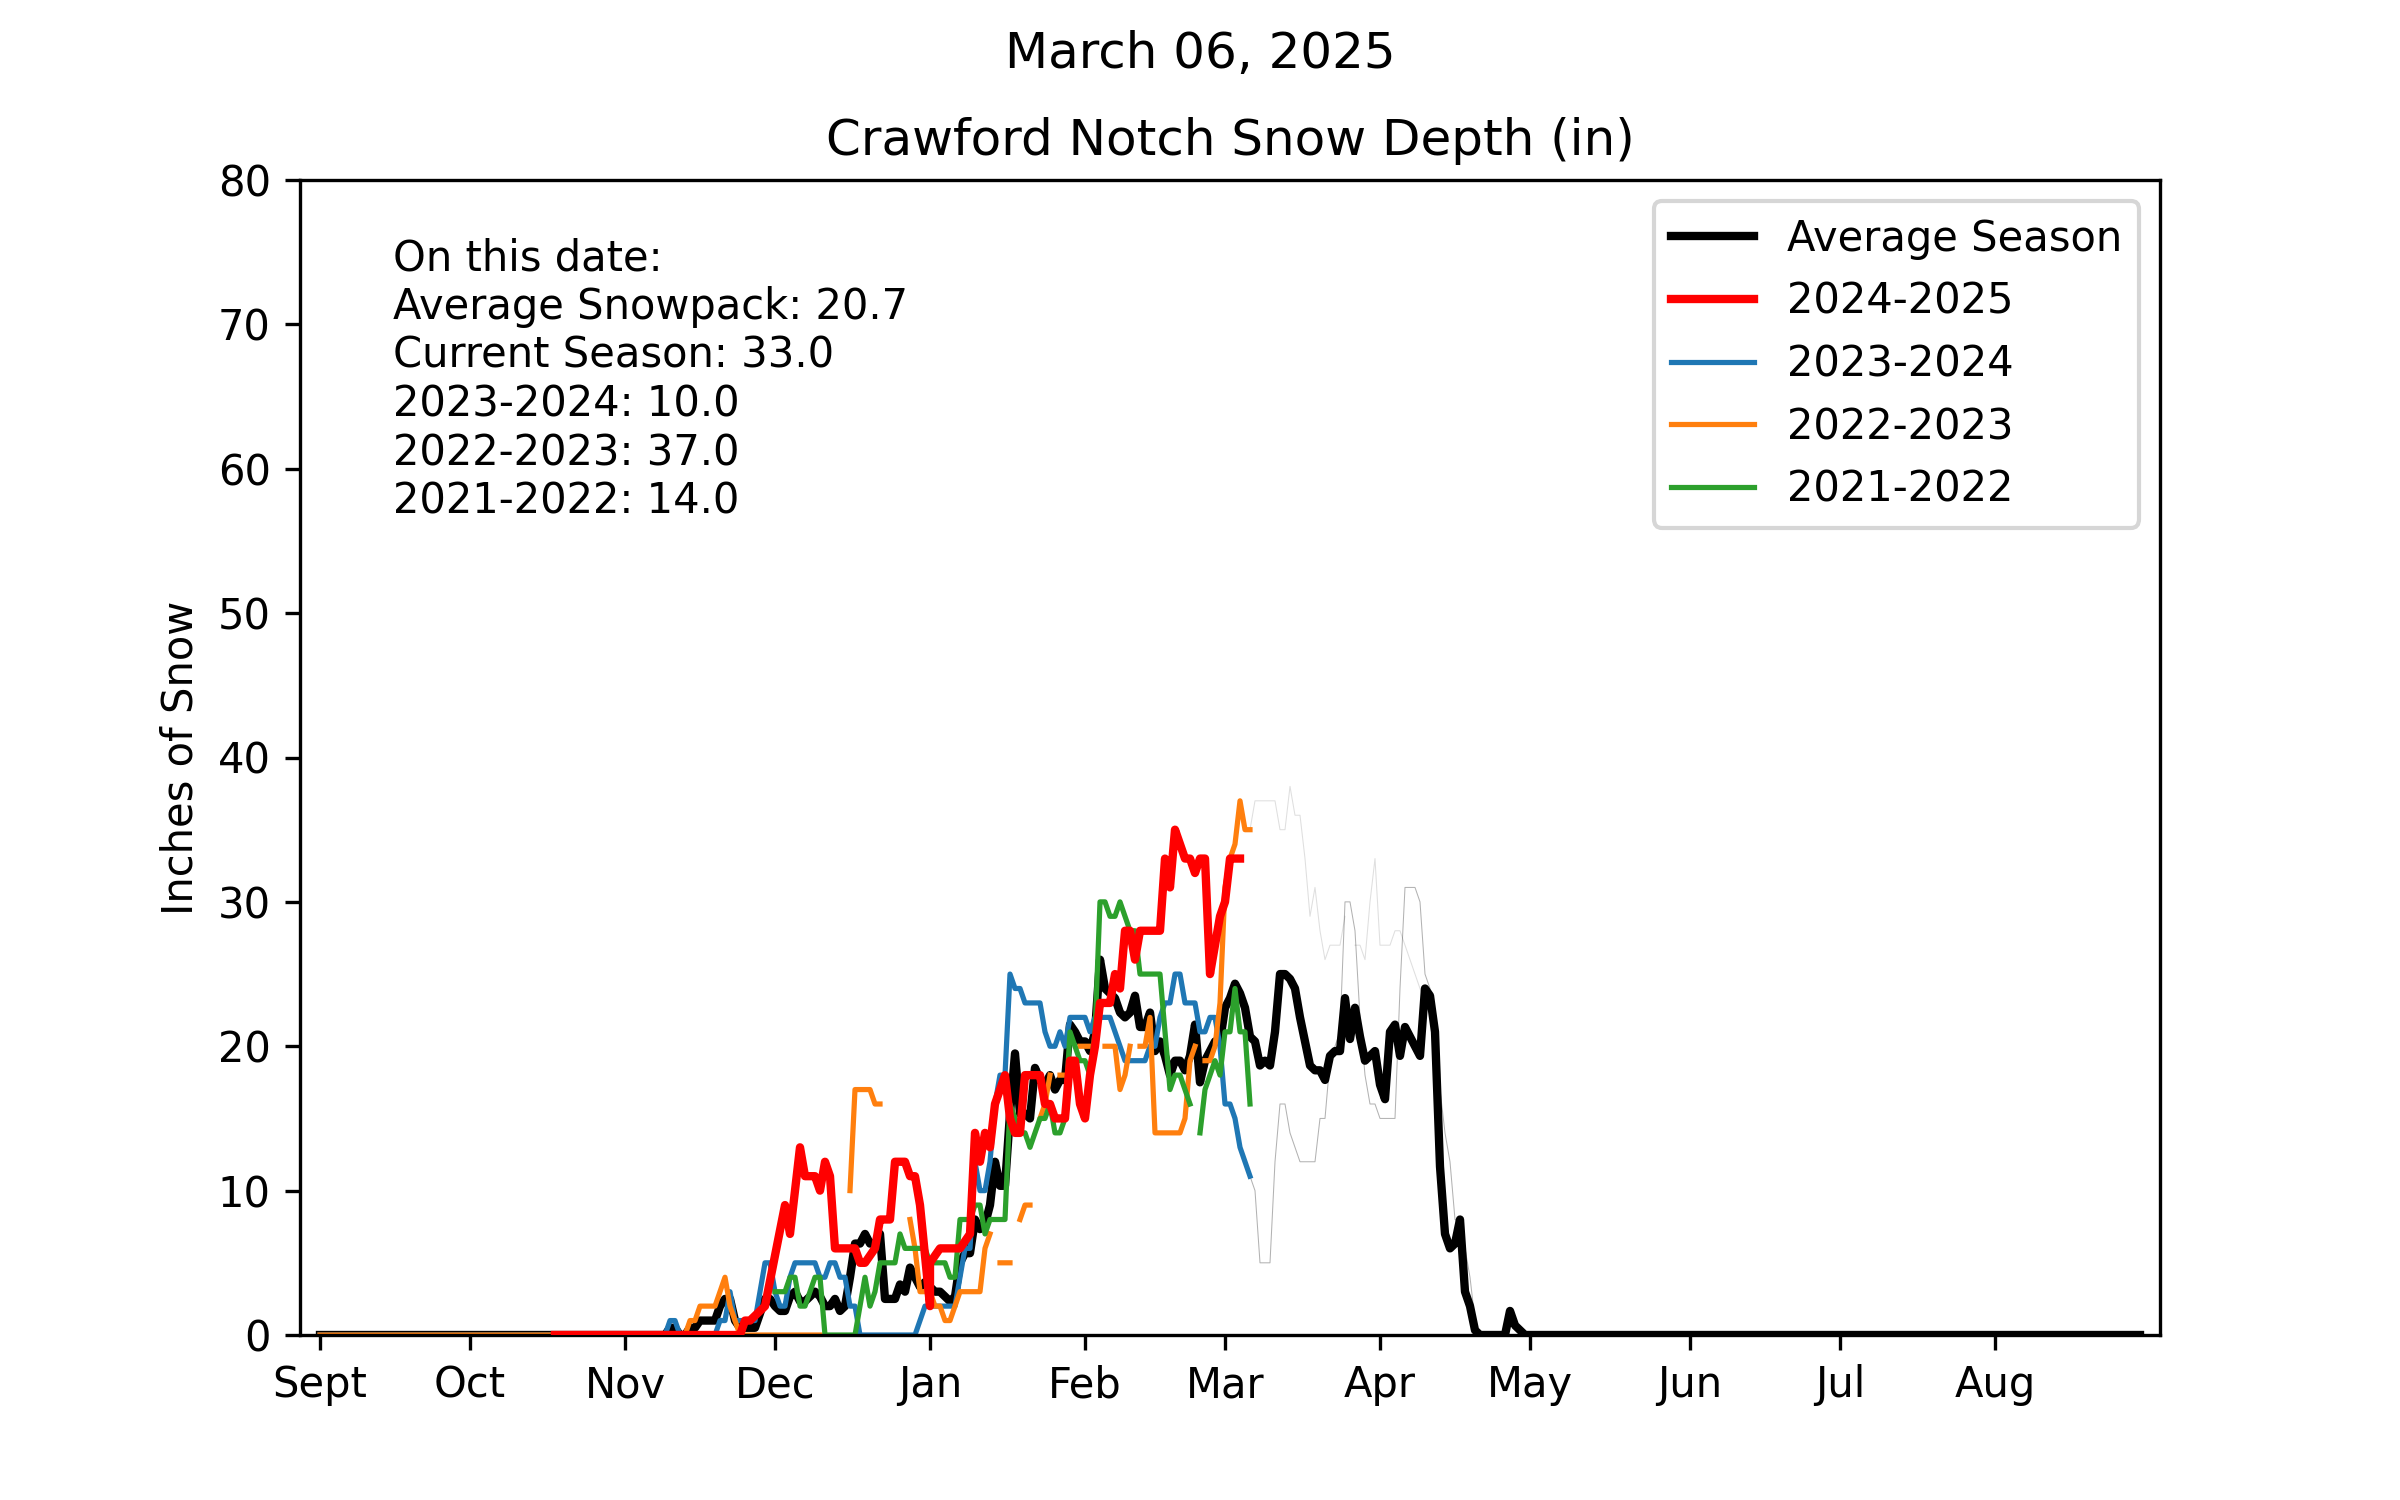 March 06, 2025
Crawford Notch Snow Depth (in)
80
70
60
50
40
30
20
10
0
Inches of Snow
On this date:
Average Snowpack: 20.7
Current Season: 33.0
2023-2024: 10.0
2022-2023: 37.0
2021-2022: 14.0
Average Season
2024-2025
2023-2024
2022-2023
2021-2022
Sept Oct Nov Dec Jan Feb Mar Apr May Jun Jul Aug